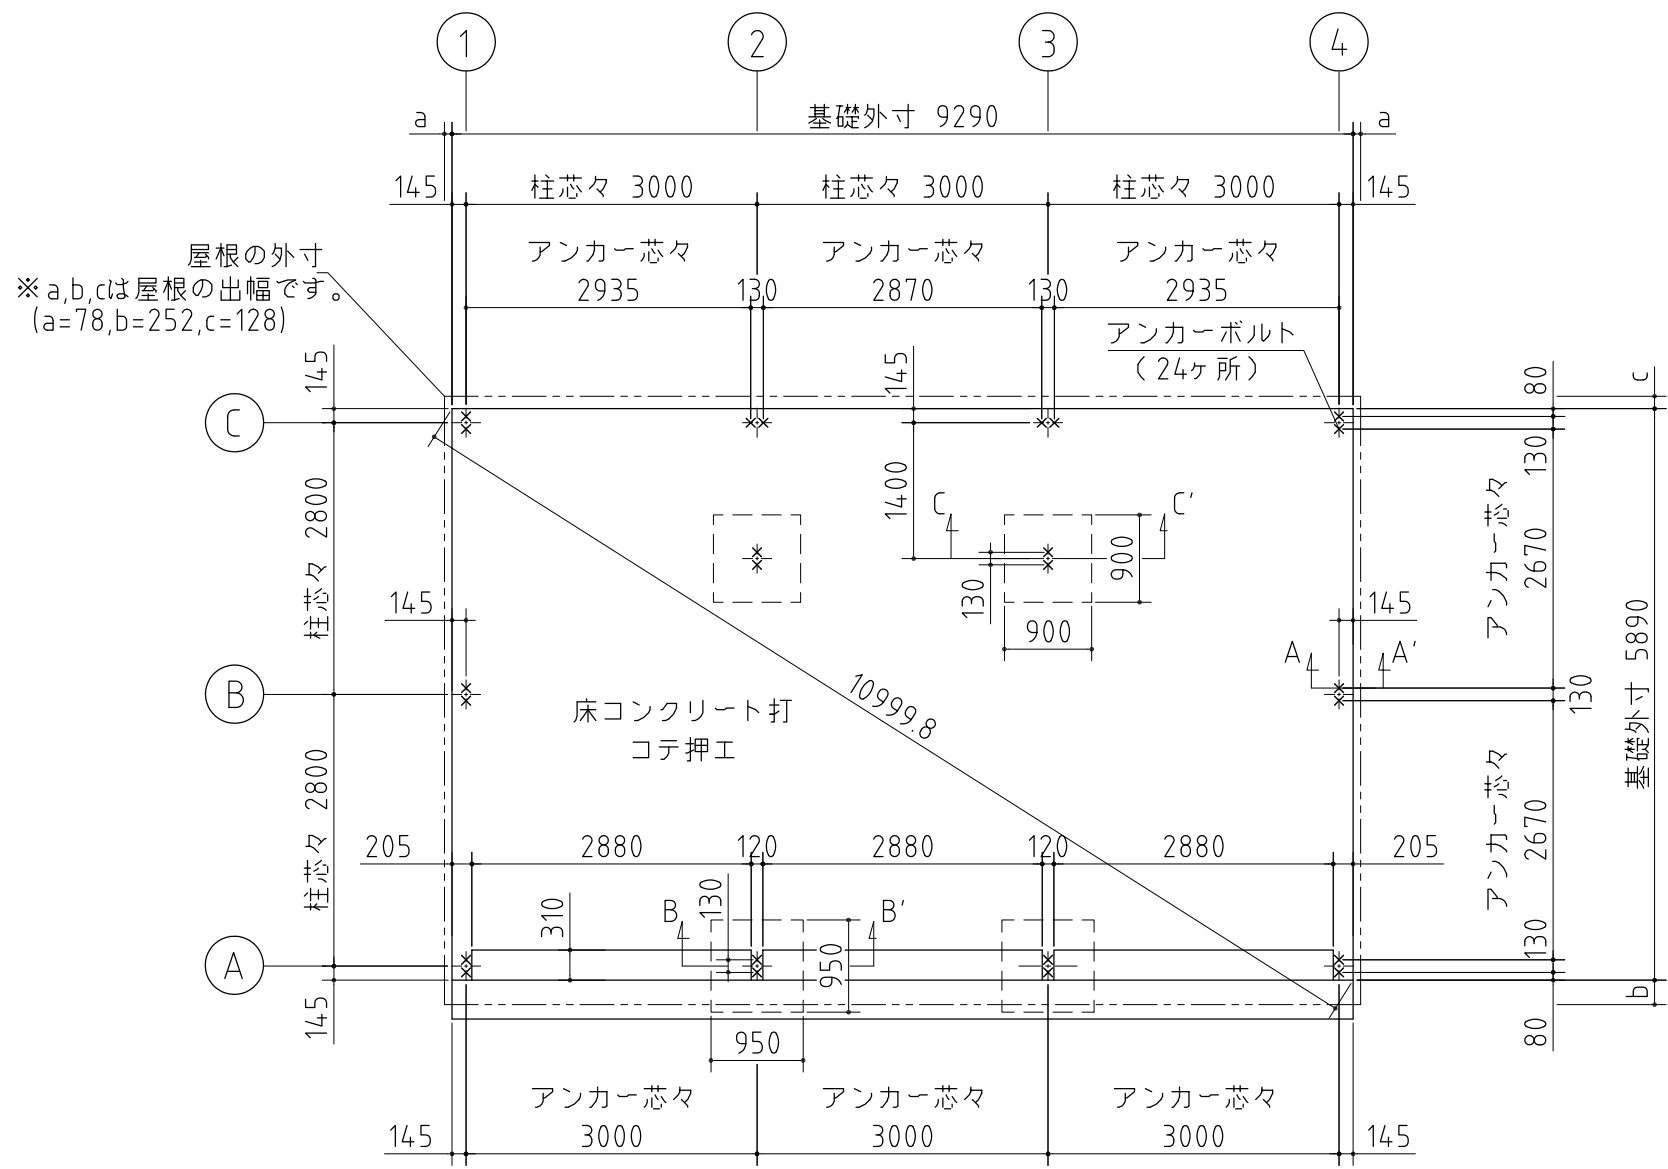 1 2 3 4
a 基礎外寸 9290 a
145 柱芯々 3000 柱芯々 3000 柱芯々 3000 145
アンカー芯々 アンカー芯々 アンカー芯々
2935 130 2870 130 2935
屋根の外寸
※a,b,cは屋根の出幅です。
(a=78,b=252,c=128)
アンカーボルト
(24ヶ所)
145
145
80
c
C
130
柱芯々 2800
1400
C C'
900
130
900
アンカー芯々
2670
145
145
A A'
B
130
基礎外寸 5890
10999.8
床コンクリート打
コテ押エ
柱芯々 2800
アンカー芯々
2670
205 2880 120 2880 120 2880 205
310
B 130 B'
950
130
A
145
b
80
950
アンカー芯々 アンカー芯々 アンカー芯々
145 3000 3000 3000 145